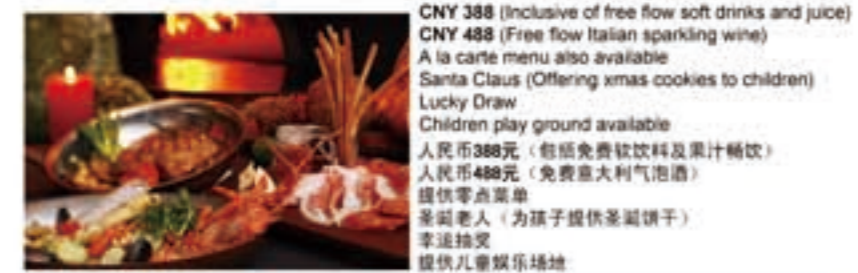 CNY 388 (Inclusive of free flow soft drinks and juice)
CNY 488 (Free flow Italian sparkling wine)
A la carte menu also available
Santa Claus (Offering xmas cookies to children)
Lucky Draw
Children play ground available
人民币388元（包括免费软饮料及果汁畅饮）
人民币488元（免费意大利气泡酒）
提供零点菜单
圣诞老人（为孩子提供圣诞饼干）
幸运抽奖
提供儿童娱乐场地